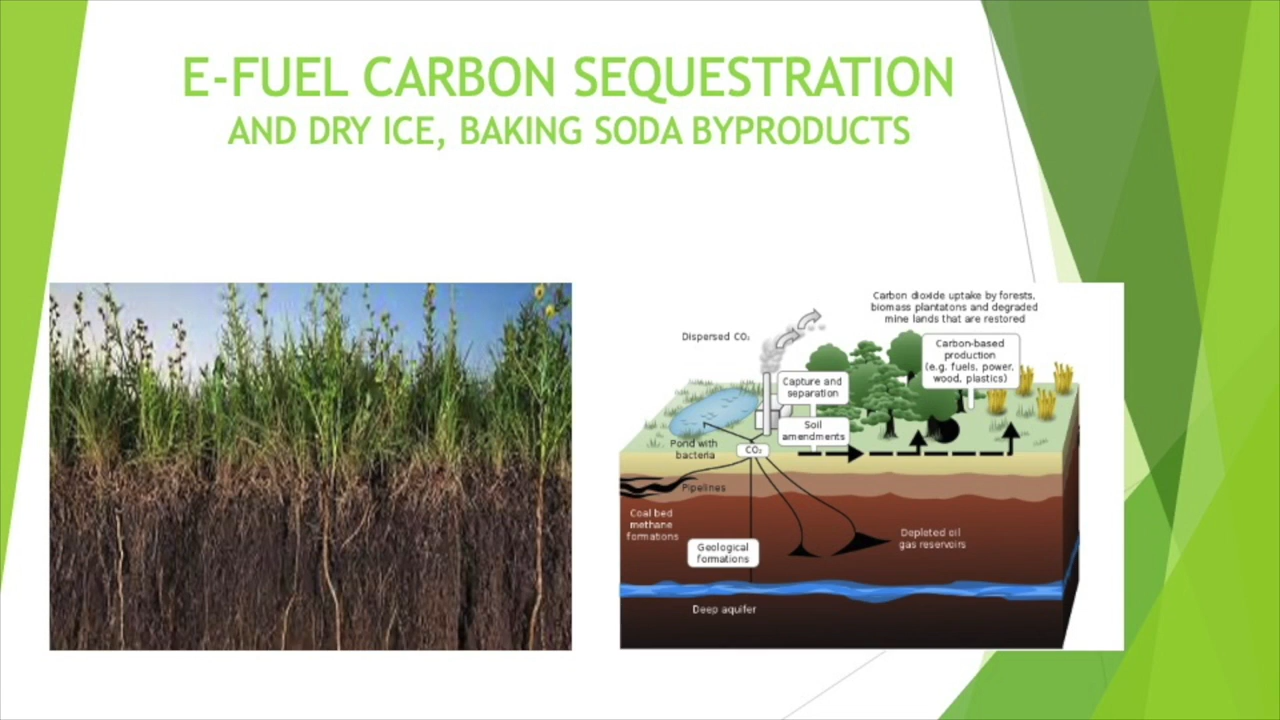 E-FUEL CARBON SEQUESTRATION
AND DRY ICE, BAKING SODA BYPRODUCTS
Carbon dioxide uptake by forests,
biomass plantatons and degraded
mine lands that are restored
Dispersed CO₂
Carbon-based
production
(e.g. fuels, power,
wood, plastics)
Capture and
separation
Soil
amendments
Pond with
bacteria
CO₂
Pipelines
Coal bed
methane
formations
Depleted oil
gas reservoirs
Geological
formations
Deep aquifer